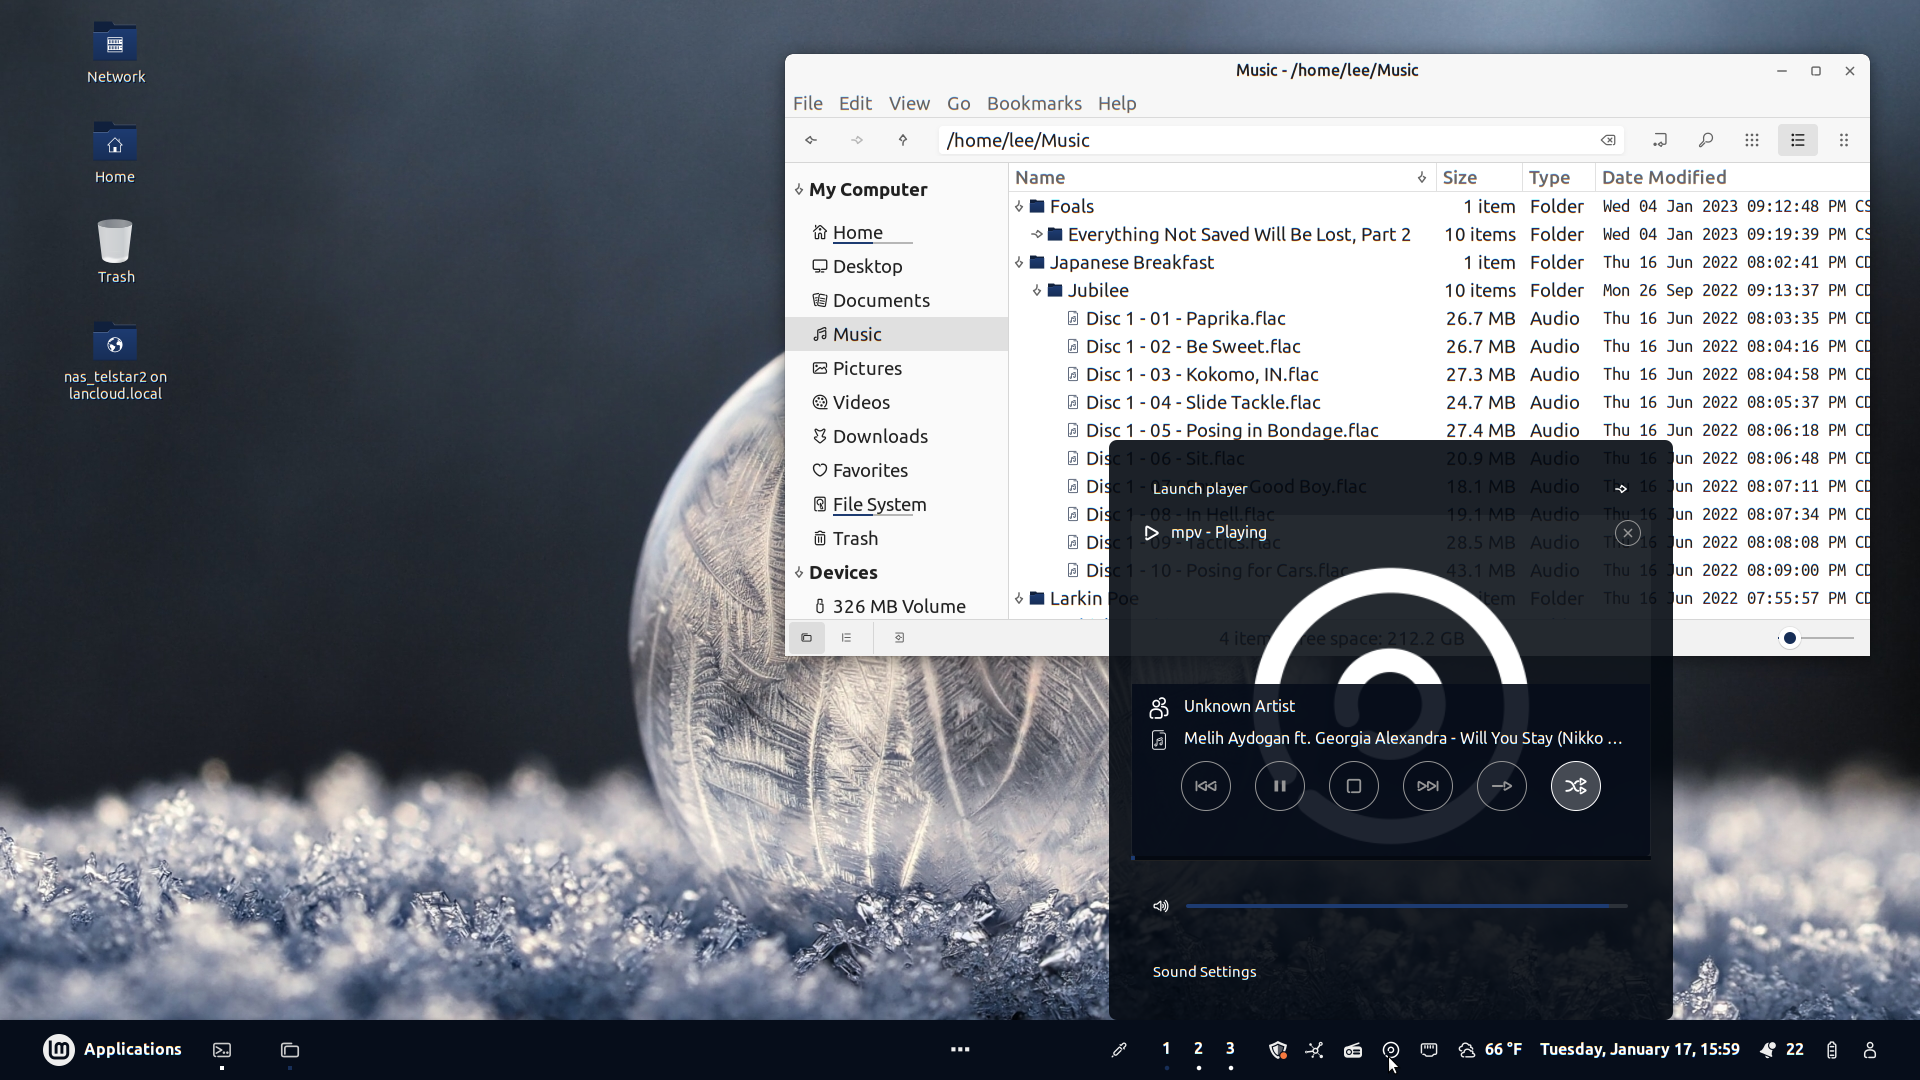 Network
Home
Trash
nas_telstar2 on
lancloud.local
Music - /home/lee/Music
File Edit View Go Bookmarks Help
/home/lee/Music
My Computer
Home
Desktop
Documents
Music
Pictures
Videos
Downloads
Favorites
File System
Trash
Devices
326 MB Volume
Name Size Type Date Modified
Foals 1 item Folder Wed 04 Jan 2023 09:12:48 PM CS
Everything Not Saved Will Be Lost, Part 2 10 items Folder Wed 04 Jan 2023 09:19:39 PM CS
Japanese Breakfast 1 item Folder Thu 16 Jun 2022 08:02:41 PM CD
Jubilee 10 items Folder Mon 26 Sep 2022 09:13:37 PM CD
Disc 1 - 01 - Paprika.flac 26.7 MB Audio Thu 16 Jun 2022 08:03:35 PM CD
Disc 1 - 02 - Be Sweet.flac 26.7 MB Audio Thu 16 Jun 2022 08:04:16 PM CD
Disc 1 - 03 - Kokomo, IN.flac 27.3 MB Audio Thu 16 Jun 2022 08:04:58 PM CD
Disc 1 - 04 - Slide Tackle.flac 24.7 MB Audio Thu 16 Jun 2022 08:05:37 PM CD
Disc 1 - 05 - Posing in Bondage.flac 27.4 MB Audio Thu 16 Jun 2022 08:06:18 PM CD
Disc 1 - 06 - Sit.flac 20.9 MB Audio Thu 16 Jun 2022 08:06:48 PM CD
Disc 1 - 07 - Good Boy.flac 18.1 MB Audio Thu 16 Jun 2022 08:07:11 PM CD
Disc 1 - 08 - In Hell.flac 19.1 MB Audio Thu 16 Jun 2022 08:07:34 PM CD
Disc 1 - 09 - Tactics.flac 28.5 MB Audio Thu 16 Jun 2022 08:08:08 PM CD
Disc 1 - 10 - Posing for Cars.flac 43.1 MB Audio Thu 16 Jun 2022 08:09:00 PM CD
Larkin Poe item Folder Thu 16 Jun 2022 07:55:57 PM CD
4 items space: 212.2 GB
Launch player
mpv - Playing
Unknown Artist
Melih Aydogan ft. Georgia Alexandra - Will You Stay (Nikko ...
Sound Settings
Applications
1 2 3
66 °F
Tuesday, January 17, 15:59
22